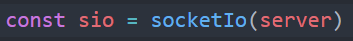 const sio = socketIo(server)